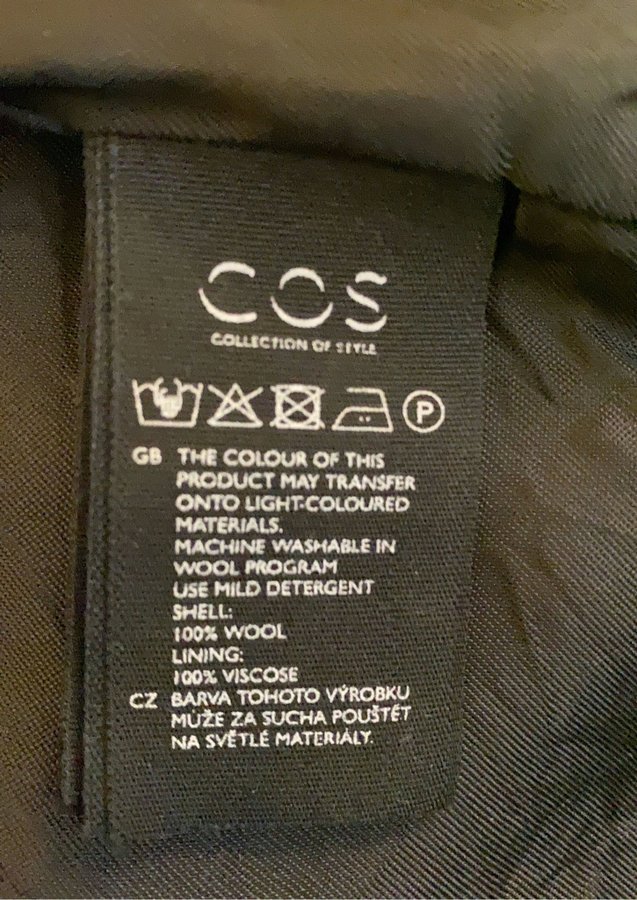 COS
COLLECTION OF STYLE
P
GB THE COLOUR OF THIS
PRODUCT MAY TRANSFER
ONTO LIGHT-COLOURED
MATERIALS.
MACHINE WASHABLE IN
WOOL PROGRAM
USE MILD DETERGENT
SHELL:
100% WOOL
LINING:
100% VISCOSE
CZ BARVA TOHOTO VÝROBKU
MŮŽE ZA SUCHA POUŠTĚT
NA SVĚTLÉ MATERIÁLY.